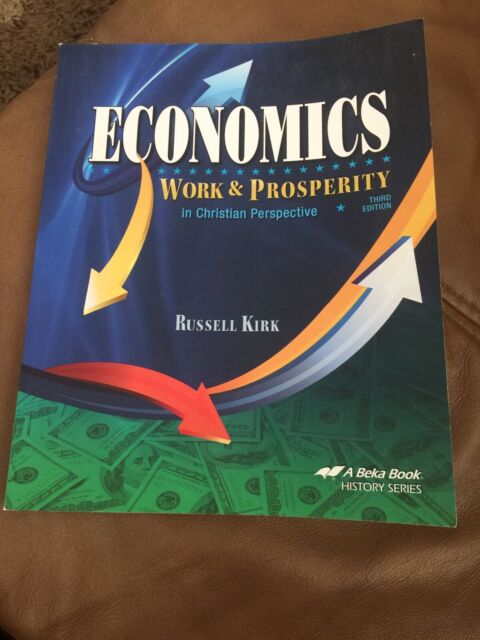 ECONOMICS
WORK & PROSPERITY
in Christian Perspective
THIRD
EDITION
RUSSELL KIRK
A Beka Book
HISTORY SERIES